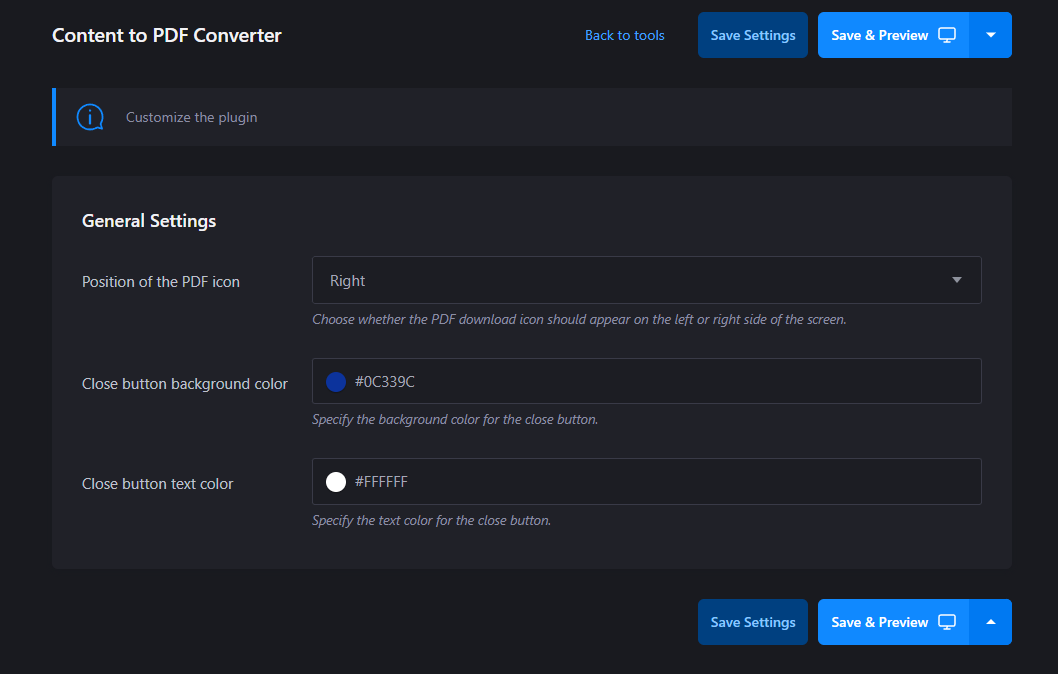 Content to PDF Converter
Back to tools
Save Settings
Save & Preview
Customize the plugin
General Settings
Position of the PDF icon
Right
Choose whether the PDF download icon should appear on the left or right side of the screen.
Close button background color
#0C339C
Specify the background color for the close button.
Close button text color
#FFFFFF
Specify the text color for the close button.
Save Settings
Save & Preview